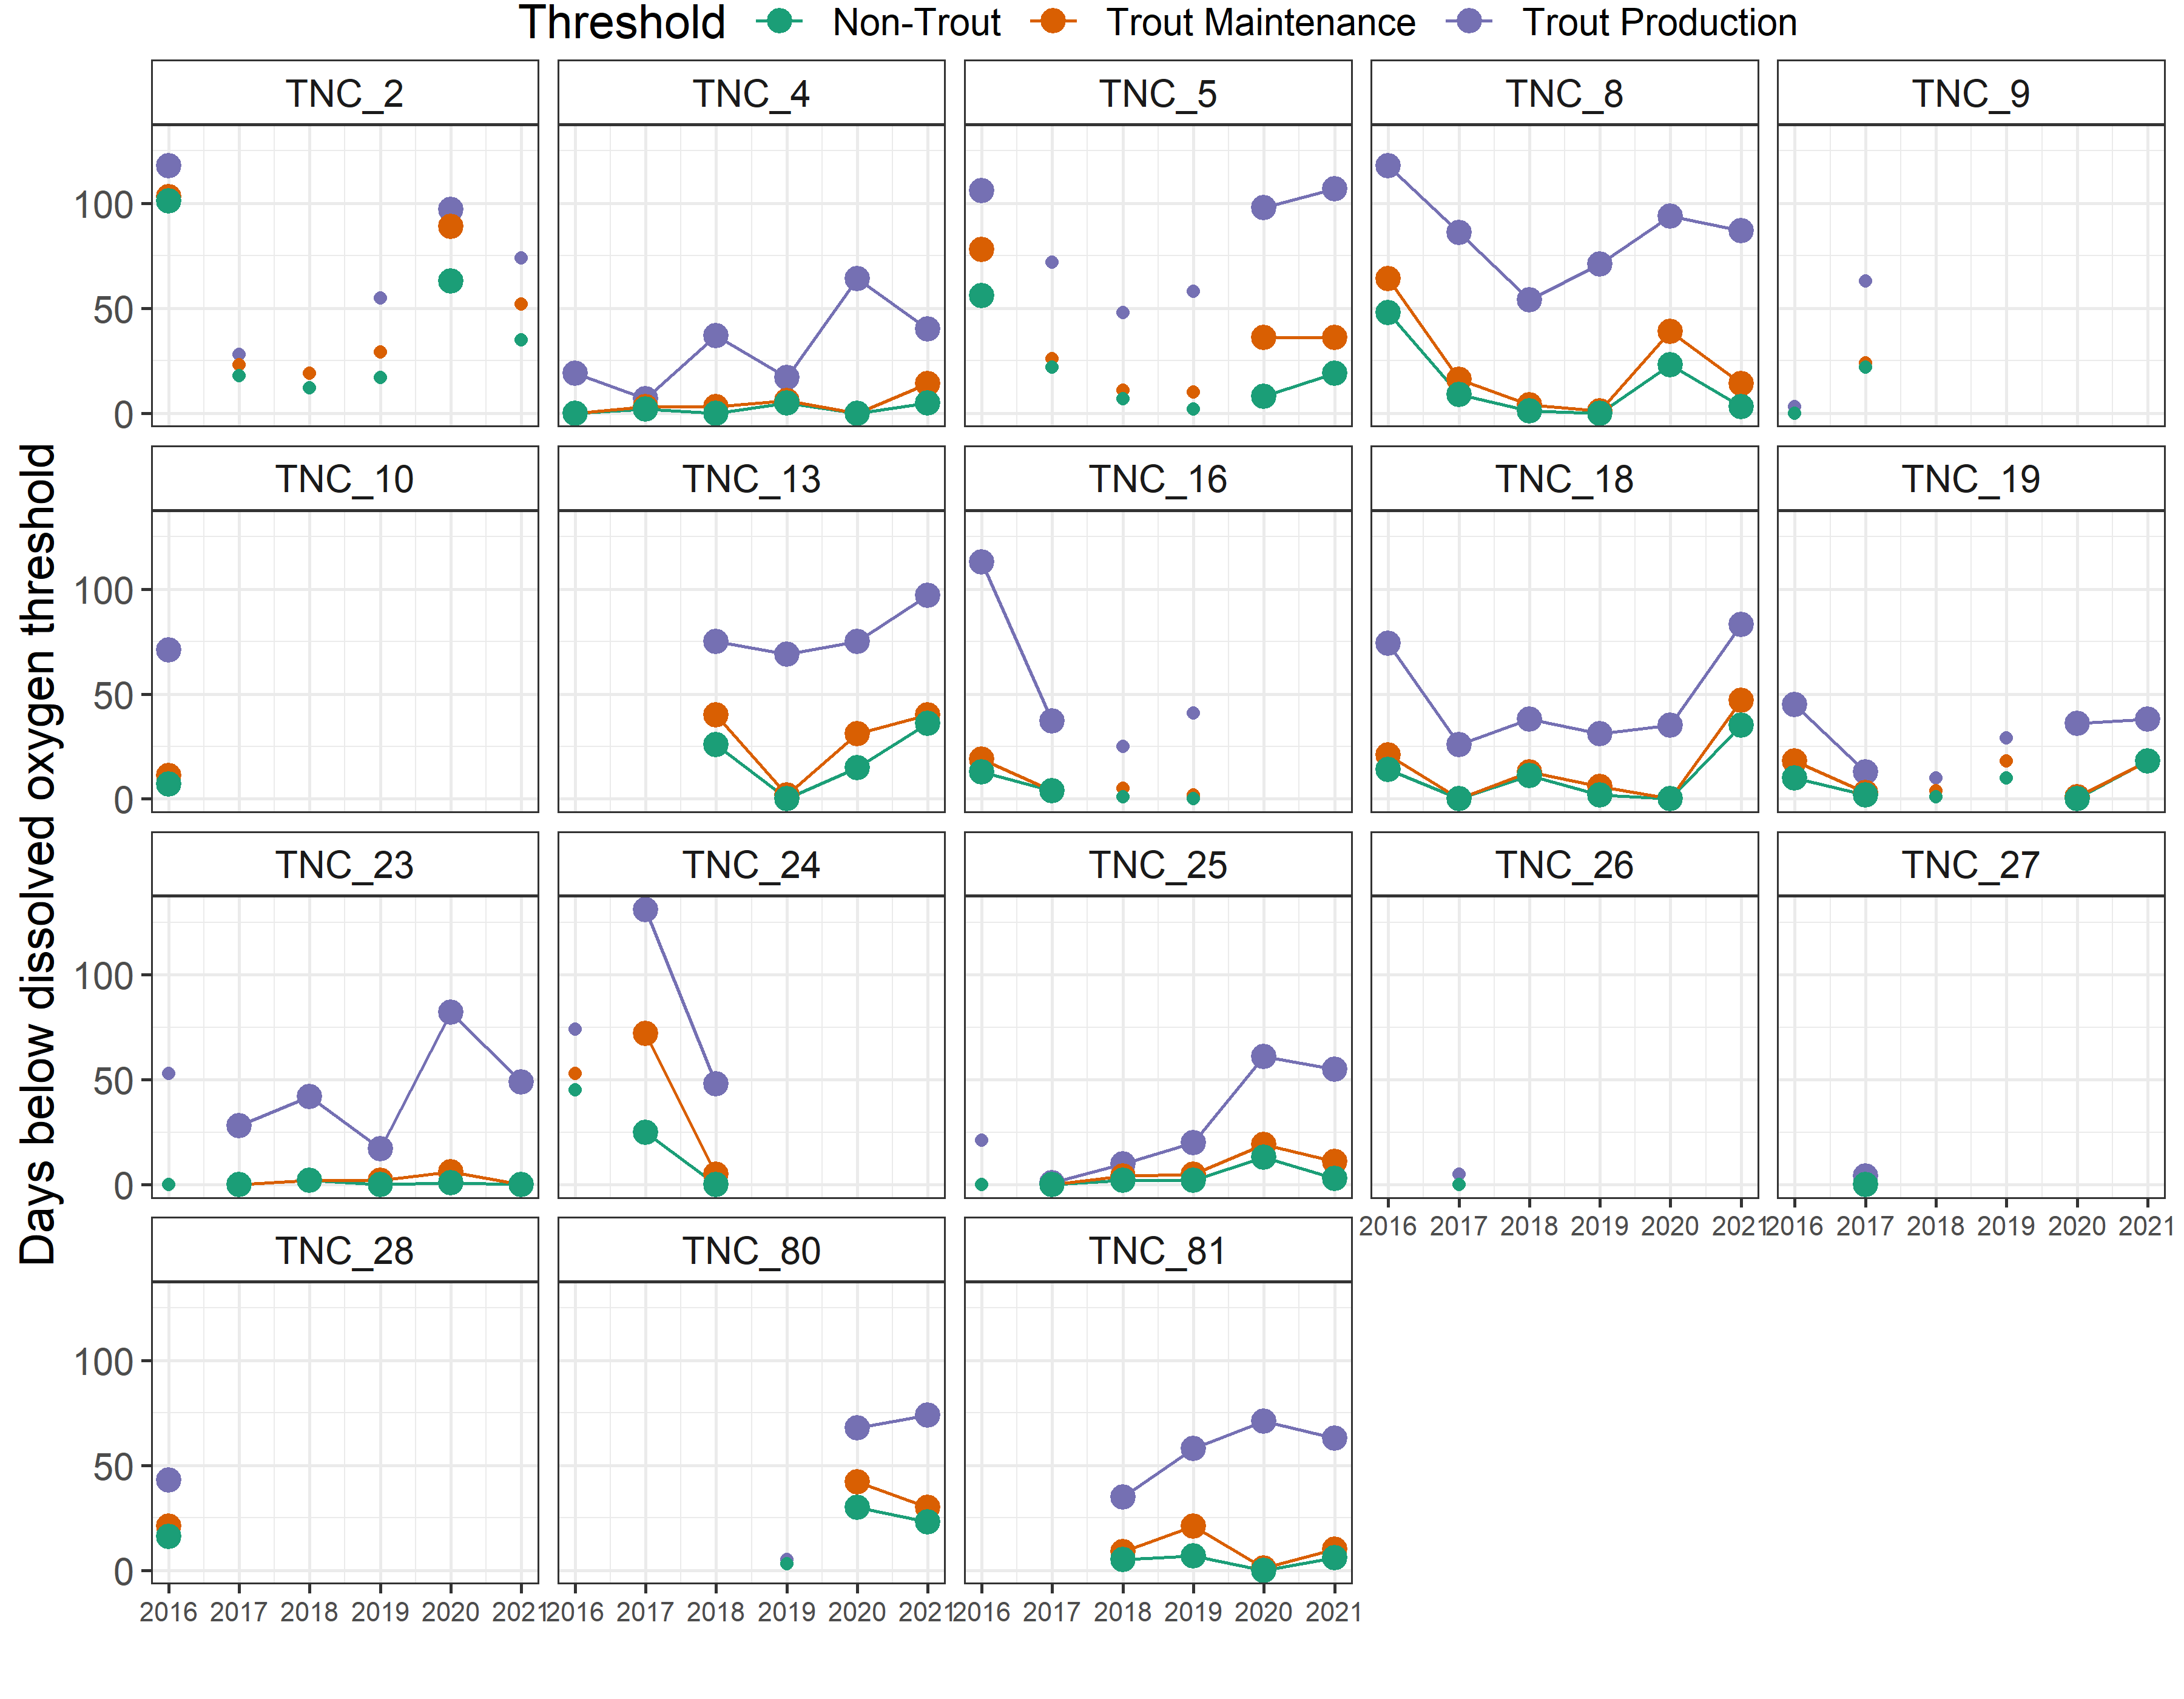 Threshold Non-Trout Trout Maintenance Trout Production
TNC_2 TNC_4 TNC_5 TNC_8 TNC_9
100
50
0
TNC_10 TNC_13 TNC_16 TNC_18 TNC_19
100
50
0
TNC_23 TNC_24 TNC_25 TNC_26 TNC_27
100
50
0
2016 2017 2018 2019 2020 2021 2016 2017 2018 2019 2020 2021
TNC_28 TNC_80 TNC_81
100
50
0
2016 2017 2018 2019 2020 2021 2016 2017 2018 2019 2020 2021 2016 2017 2018 2019 2020 2021
Days below dissolved oxygen threshold